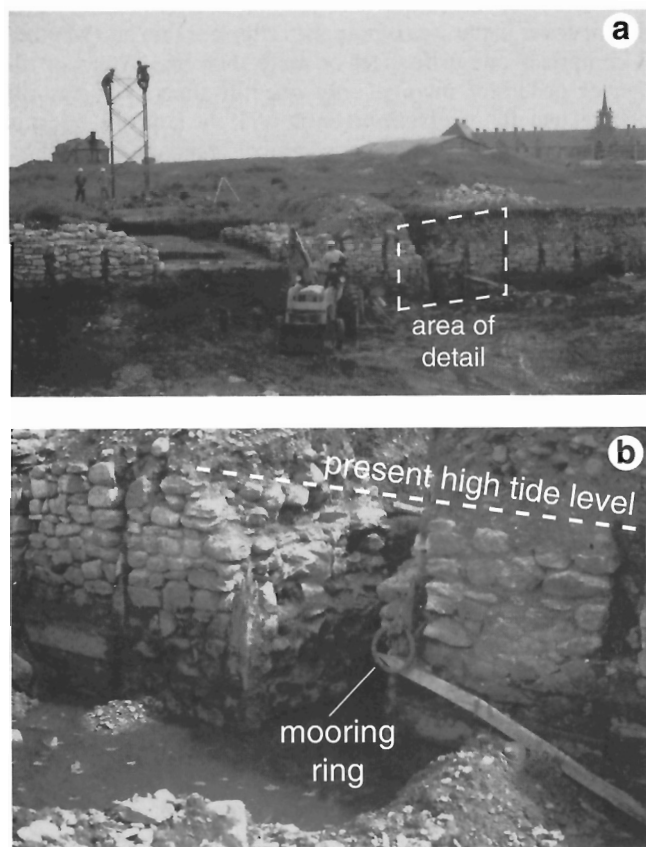 a
area of
detail
b
present high tide level
mooring
ring